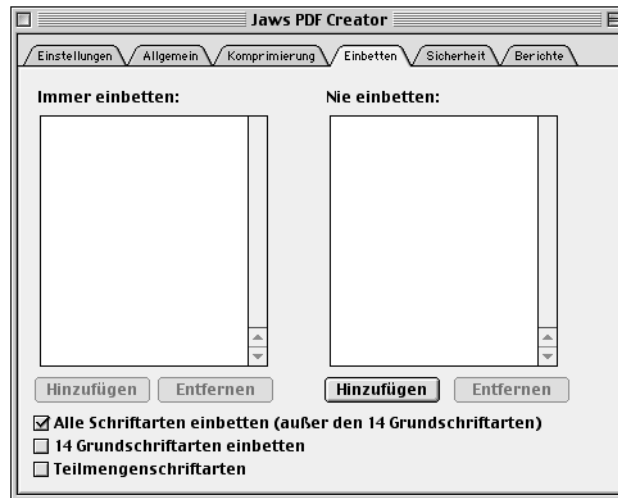 Jaws PDF Creator
Einstellungen Allgemein Komprimierung Einbetten Sicherheit Berichte
Immer einbetten: Nie einbetten:
Hinzufügen Entfernen Hinzufügen Entfernen
Alle Schriftarten einbetten (außer den 14 Grundschriftarten)
14 Grundschriftarten einbetten
Teilmengenschriftarten